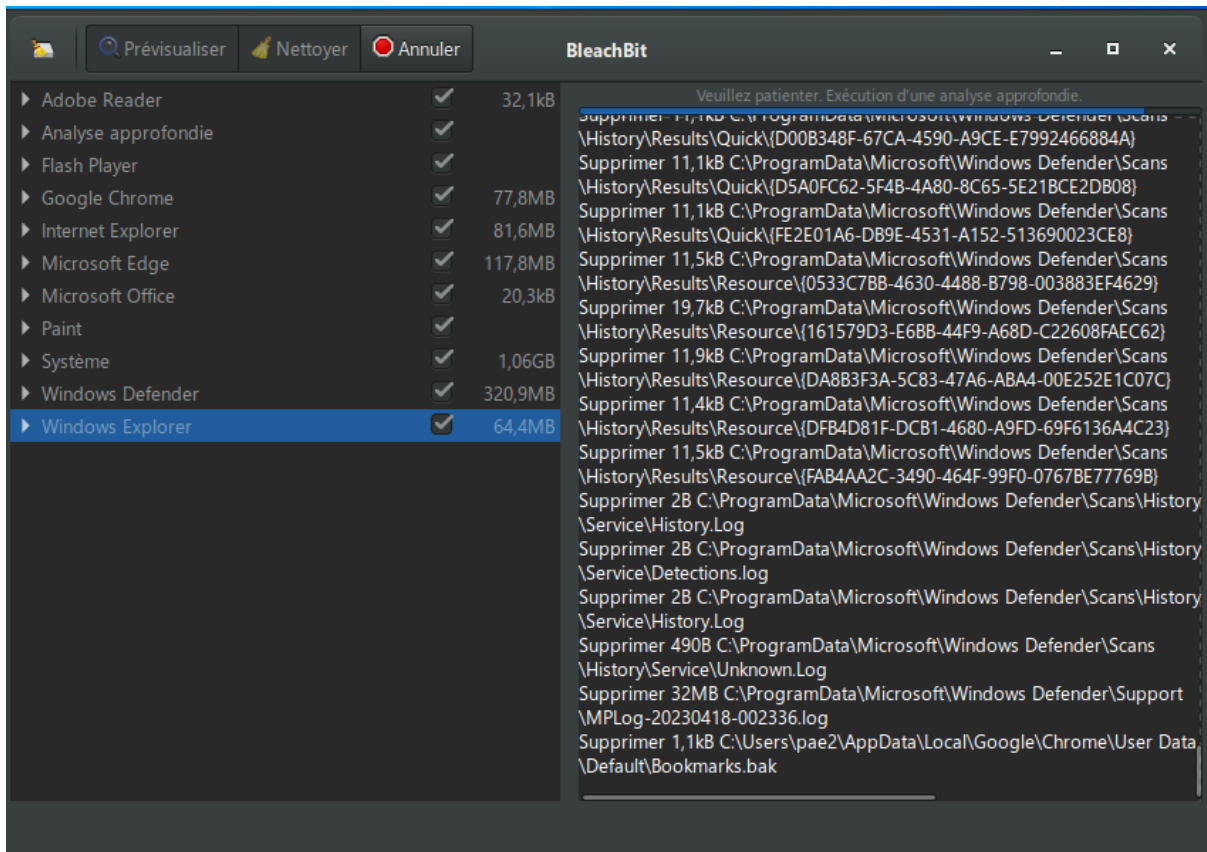 Prévisualiser Nettoyer Annuler BleachBit
Adobe Reader 32,1kB
Analyse approfondie
Flash Player
Google Chrome 77,8MB
Internet Explorer 81,6MB
Microsoft Edge 117,8MB
Microsoft Office 20,3kB
Paint
Système 1,06GB
Windows Defender 320,9MB
Windows Explorer 64,4MB
Veuillez patienter. Exécution d'une analyse approfondie.
Supprimer 11,1kB C:\ProgramData\Microsoft\Windows Defender\Scans
\History\Results\Quick\{D00B348F-67CA-4590-A9CE-E7992466884A}
Supprimer 11,1kB C:\ProgramData\Microsoft\Windows Defender\Scans
\History\Results\Quick\{D5A0FC62-5F4B-4A80-8C65-5E21BCE2DB08}
Supprimer 11,1kB C:\ProgramData\Microsoft\Windows Defender\Scans
\History\Results\Quick\{FE2E01A6-DB9E-4531-A152-513690023CE8}
Supprimer 11,5kB C:\ProgramData\Microsoft\Windows Defender\Scans
\History\Results\Resource\{0533C7BB-4630-4488-B798-003883EF4629}
Supprimer 19,7kB C:\ProgramData\Microsoft\Windows Defender\Scans
\History\Results\Resource\{161579D3-E6BB-44F9-A68D-C22608FAEC62}
Supprimer 11,9kB C:\ProgramData\Microsoft\Windows Defender\Scans
\History\Results\Resource\{DA8B3F3A-5C83-47A6-ABA4-00E252E1C07C}
Supprimer 11,4kB C:\ProgramData\Microsoft\Windows Defender\Scans
\History\Results\Resource\{DFB4D81F-DCB1-4680-A9FD-69F6136A4C23}
Supprimer 11,5kB C:\ProgramData\Microsoft\Windows Defender\Scans
\History\Results\Resource\{FAB4AA2C-3490-464F-99F0-0767BE77769B}
Supprimer 2B C:\ProgramData\Microsoft\Windows Defender\Scans\History
\Service\History.Log
Supprimer 2B C:\ProgramData\Microsoft\Windows Defender\Scans\History
\Service\Detections.log
Supprimer 2B C:\ProgramData\Microsoft\Windows Defender\Scans\History
\Service\History.Log
Supprimer 490B C:\ProgramData\Microsoft\Windows Defender\Scans
\History\Service\Unknown.Log
Supprimer 32MB C:\ProgramData\Microsoft\Windows Defender\Support
\MPLog-20230418-002336.log
Supprimer 1,1kB C:\Users\pae2\AppData\Local\Google\Chrome\User Data
\Default\Bookmarks.bak